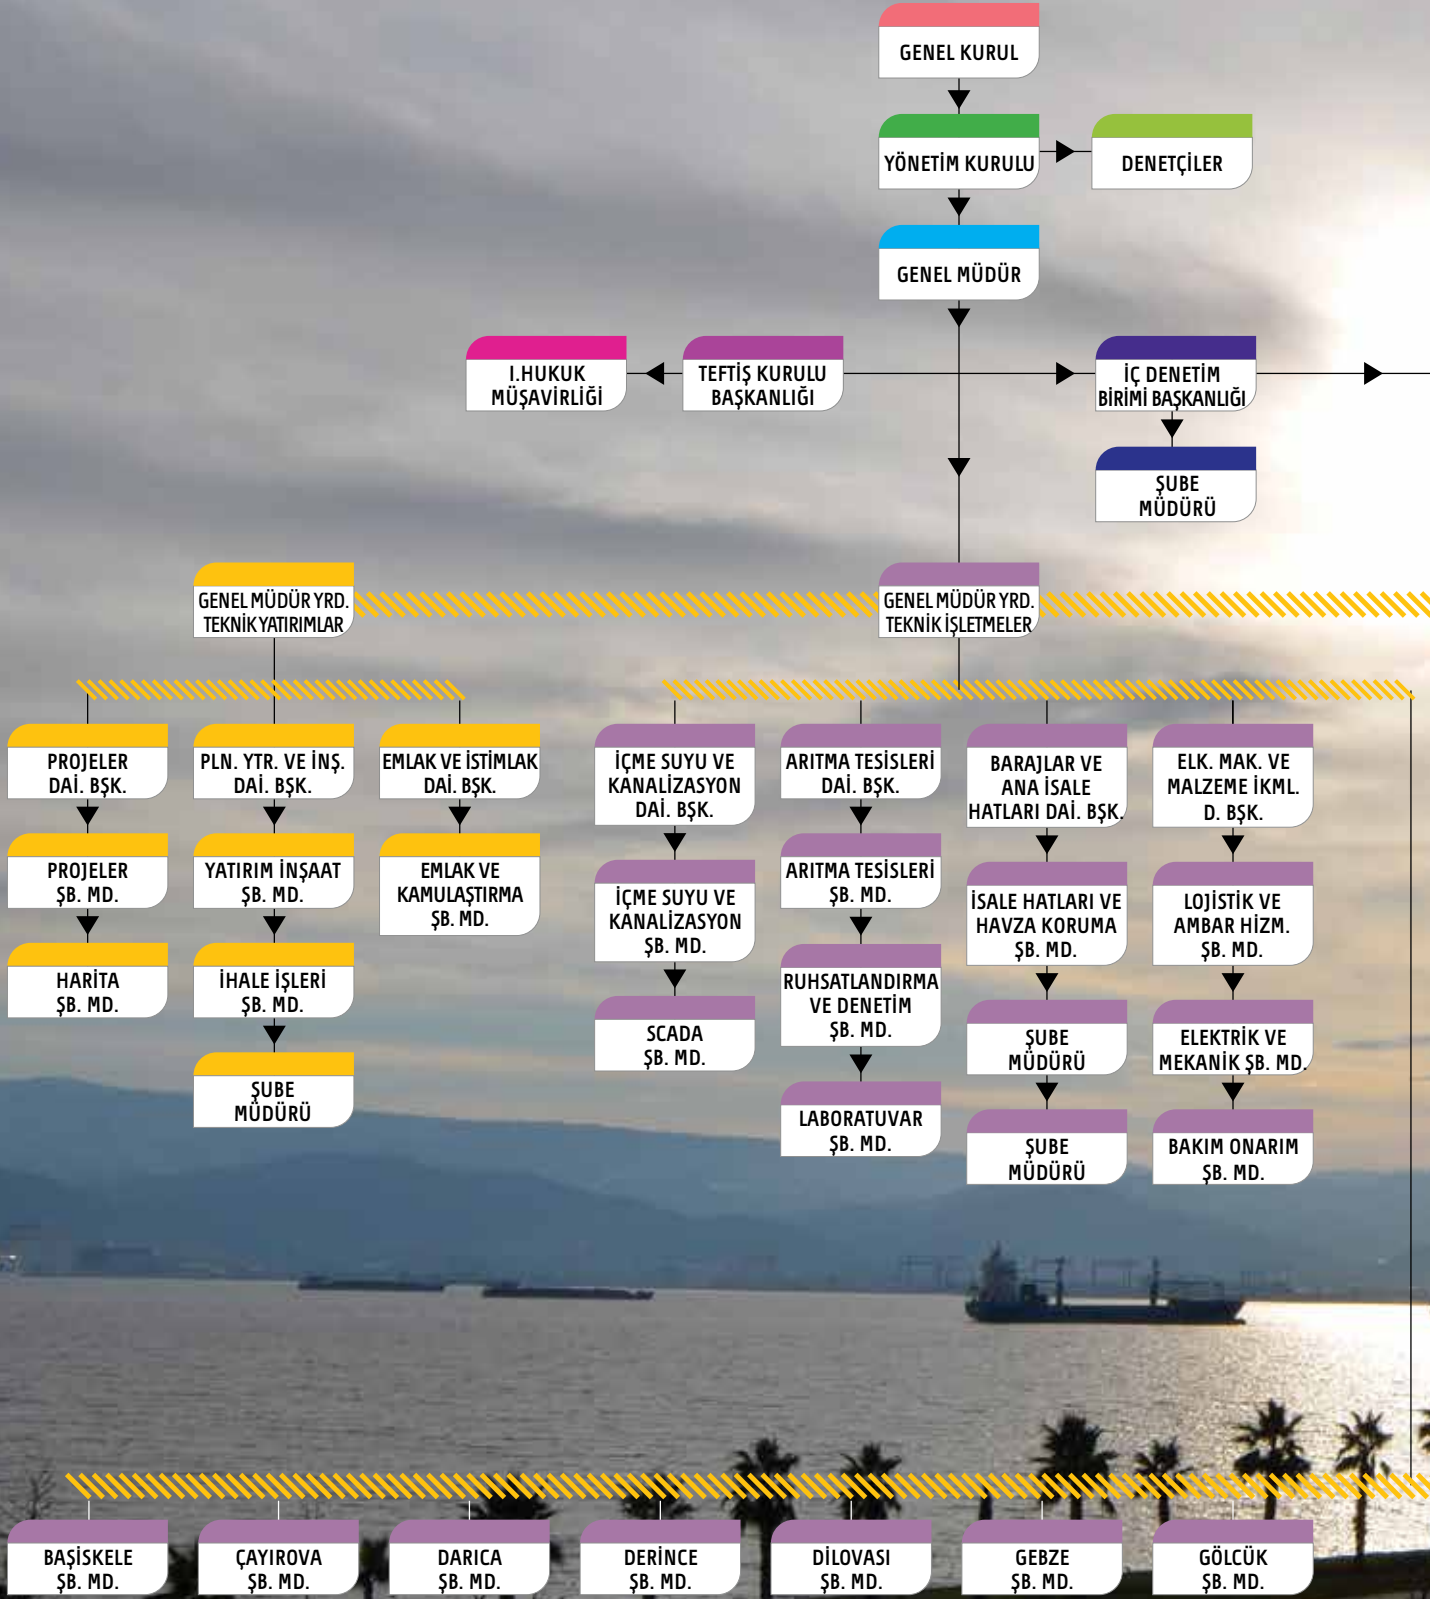 GENEL KURUL
YÖNETİM KURULU
DENETÇİLER
GENEL MÜDÜR
I.HUKUK
MÜŞAVİRLİĞİ
TEFTİŞ KURULU
BAŞKANLIĞI
İÇ DENETİM
BİRİMİ BAŞKANLIĞI
ŞUBE
MÜDÜRÜ
GENEL MÜDÜR YRD.
TEKNİK YATIRIMLAR
GENEL MÜDÜR YRD.
TEKNİK İŞLETMELER
PROJELER
DAİ. BŞK.
PROJELER
ŞB. MD.
HARİTA
ŞB. MD.
PLN. YTR. VE İNŞ.
DAİ. BŞK.
YATIRIM İNŞAAT
ŞB. MD.
İHALE İŞLERİ
ŞB. MD.
ŞUBE
MÜDÜRÜ
EMLAK VE İSTİMLAK
DAİ. BŞK.
EMLAK VE
KAMULAŞTIRMA
ŞB. MD.
İÇME SUYU VE
KANALİZASYON
DAİ. BŞK.
İÇME SUYU VE
KANALİZASYON
ŞB. MD.
SCADA
ŞB. MD.
ARITMA TESİSLERİ
DAİ. BŞK.
ARITMA TESİSLERİ
ŞB. MD.
RUHSATLANDIRMA
VE DENETİM
ŞB. MD.
LABORATUVAR
ŞB. MD.
BARAJLAR VE
ANA İSALE
HATLARI DAİ. BŞK.
İSALE HATLARI VE
HAVZA KORUMA
ŞB. MD.
ŞUBE
MÜDÜRÜ
ŞUBE
MÜDÜRÜ
ELK. MAK. VE
MALZEME İKML.
D. BŞK.
LOJİSTİK VE
AMBAR HİZM.
ŞB. MD.
ELEKTRİK VE
MEKANİK ŞB. MD.
BAKIM ONARIM
ŞB. MD.
BAŞİSKELE
ŞB. MD.
ÇAYIROVA
ŞB. MD.
DARICA
ŞB. MD.
DERİNCE
ŞB. MD.
DİLOVASI
ŞB. MD.
GEBZE
ŞB. MD.
GÖLCÜK
ŞB. MD.